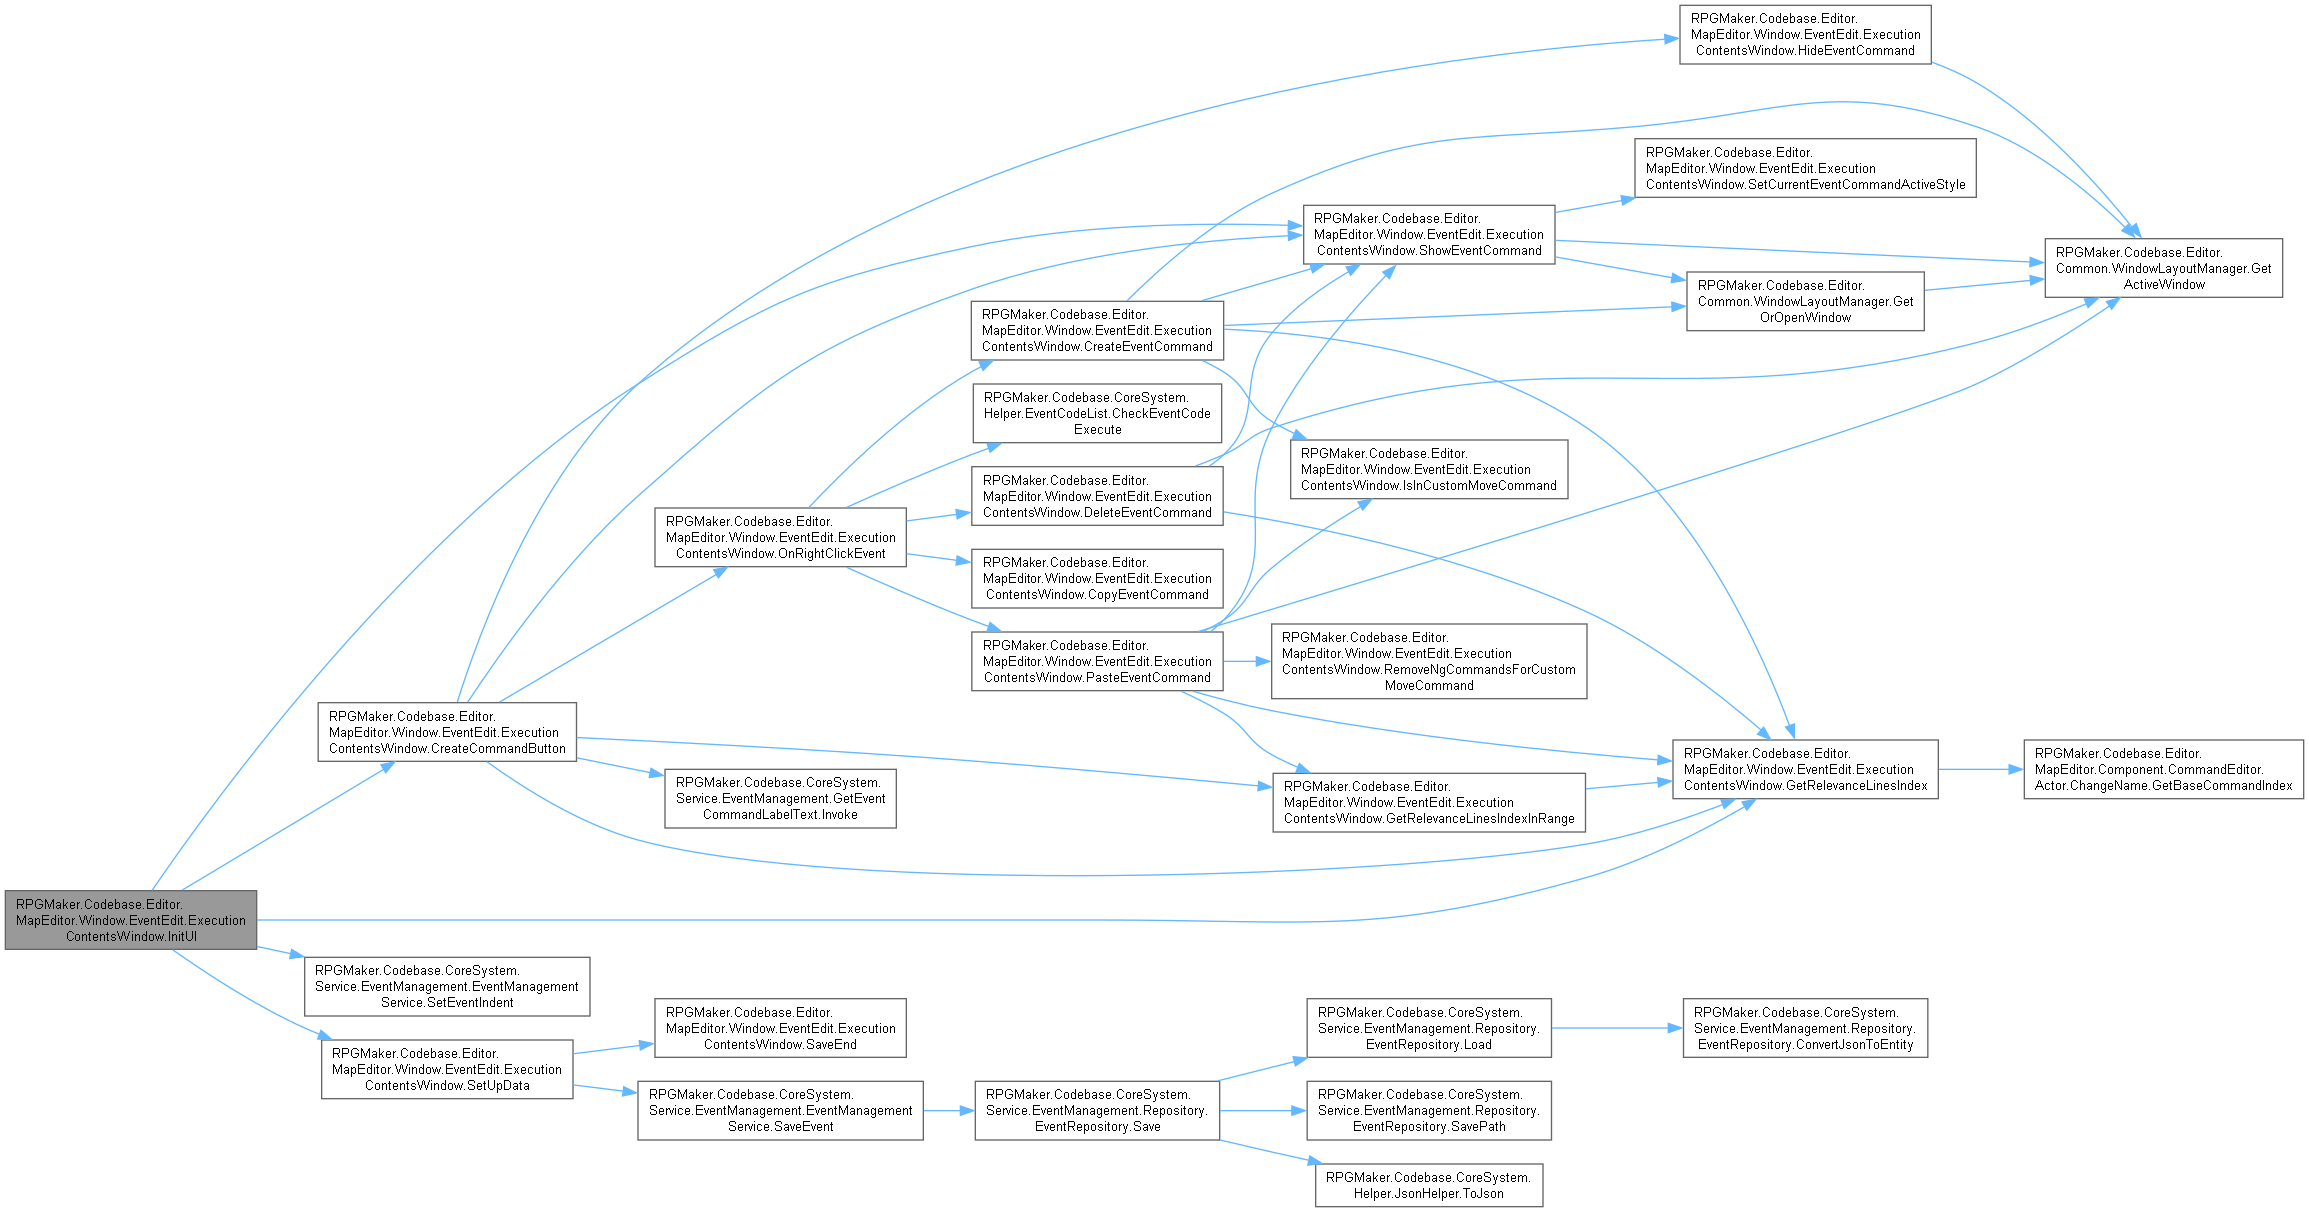 RPGMaker.Codebase.Editor.
MapEditor.Window.EventEdit.Execution
ContentsWindow.HideEventCommand
RPGMaker.Codebase.Editor.
MapEditor.Window.EventEdit.Execution
ContentsWindow.SetCurrentEventCommandActiveStyle
RPGMaker.Codebase.Editor.
MapEditor.Window.EventEdit.Execution
ContentsWindow.ShowEventCommand
RPGMaker.Codebase.Editor.
Common.WindowLayoutManager.Get
ActiveWindow
RPGMaker.Codebase.Editor.
Common.WindowLayoutManager.Get
OrOpenWindow
RPGMaker.Codebase.Editor.
MapEditor.Window.EventEdit.Execution
ContentsWindow.CreateEventCommand
RPGMaker.Codebase.CoreSystem.
Helper.EventCodeList.CheckEventCode
Execute
RPGMaker.Codebase.Editor.
MapEditor.Window.EventEdit.Execution
ContentsWindow.IsInCustomMoveCommand
RPGMaker.Codebase.Editor.
MapEditor.Window.EventEdit.Execution
ContentsWindow.DeleteEventCommand
RPGMaker.Codebase.Editor.
MapEditor.Window.EventEdit.Execution
ContentsWindow.OnRightClickEvent
RPGMaker.Codebase.Editor.
MapEditor.Window.EventEdit.Execution
ContentsWindow.CopyEventCommand
RPGMaker.Codebase.Editor.
MapEditor.Window.EventEdit.Execution
ContentsWindow.PasteEventCommand
RPGMaker.Codebase.Editor.
MapEditor.Window.EventEdit.Execution
ContentsWindow.RemoveNgCommandsForCustom
MoveCommand
RPGMaker.Codebase.Editor.
MapEditor.Window.EventEdit.Execution
ContentsWindow.CreateCommandButton
RPGMaker.Codebase.CoreSystem.
Service.EventManagement.GetEvent
CommandLabelText.Invoke
RPGMaker.Codebase.Editor.
MapEditor.Window.EventEdit.Execution
ContentsWindow.GetRelevanceLinesIndexInRange
RPGMaker.Codebase.Editor.
MapEditor.Window.EventEdit.Execution
ContentsWindow.GetRelevanceLinesIndex
RPGMaker.Codebase.Editor.
MapEditor.Component.CommandEditor.
Actor.ChangeName.GetBaseCommandIndex
RPGMaker.Codebase.Editor.
MapEditor.Window.EventEdit.Execution
ContentsWindow.InitUI
RPGMaker.Codebase.CoreSystem.
Service.EventManagement.EventManagement
Service.SetEventIndent
RPGMaker.Codebase.Editor.
MapEditor.Window.EventEdit.Execution
ContentsWindow.SetUpData
RPGMaker.Codebase.Editor.
MapEditor.Window.EventEdit.Execution
ContentsWindow.SaveEnd
RPGMaker.Codebase.CoreSystem.
Service.EventManagement.EventManagement
Service.SaveEvent
RPGMaker.Codebase.CoreSystem.
Service.EventManagement.Repository.
EventRepository.Save
RPGMaker.Codebase.CoreSystem.
Service.EventManagement.Repository.
EventRepository.Load
RPGMaker.Codebase.CoreSystem.
Service.EventManagement.Repository.
EventRepository.ConvertJsonToEntity
RPGMaker.Codebase.CoreSystem.
Service.EventManagement.Repository.
EventRepository.SavePath
RPGMaker.Codebase.CoreSystem.
Helper.JsonHelper.ToJson